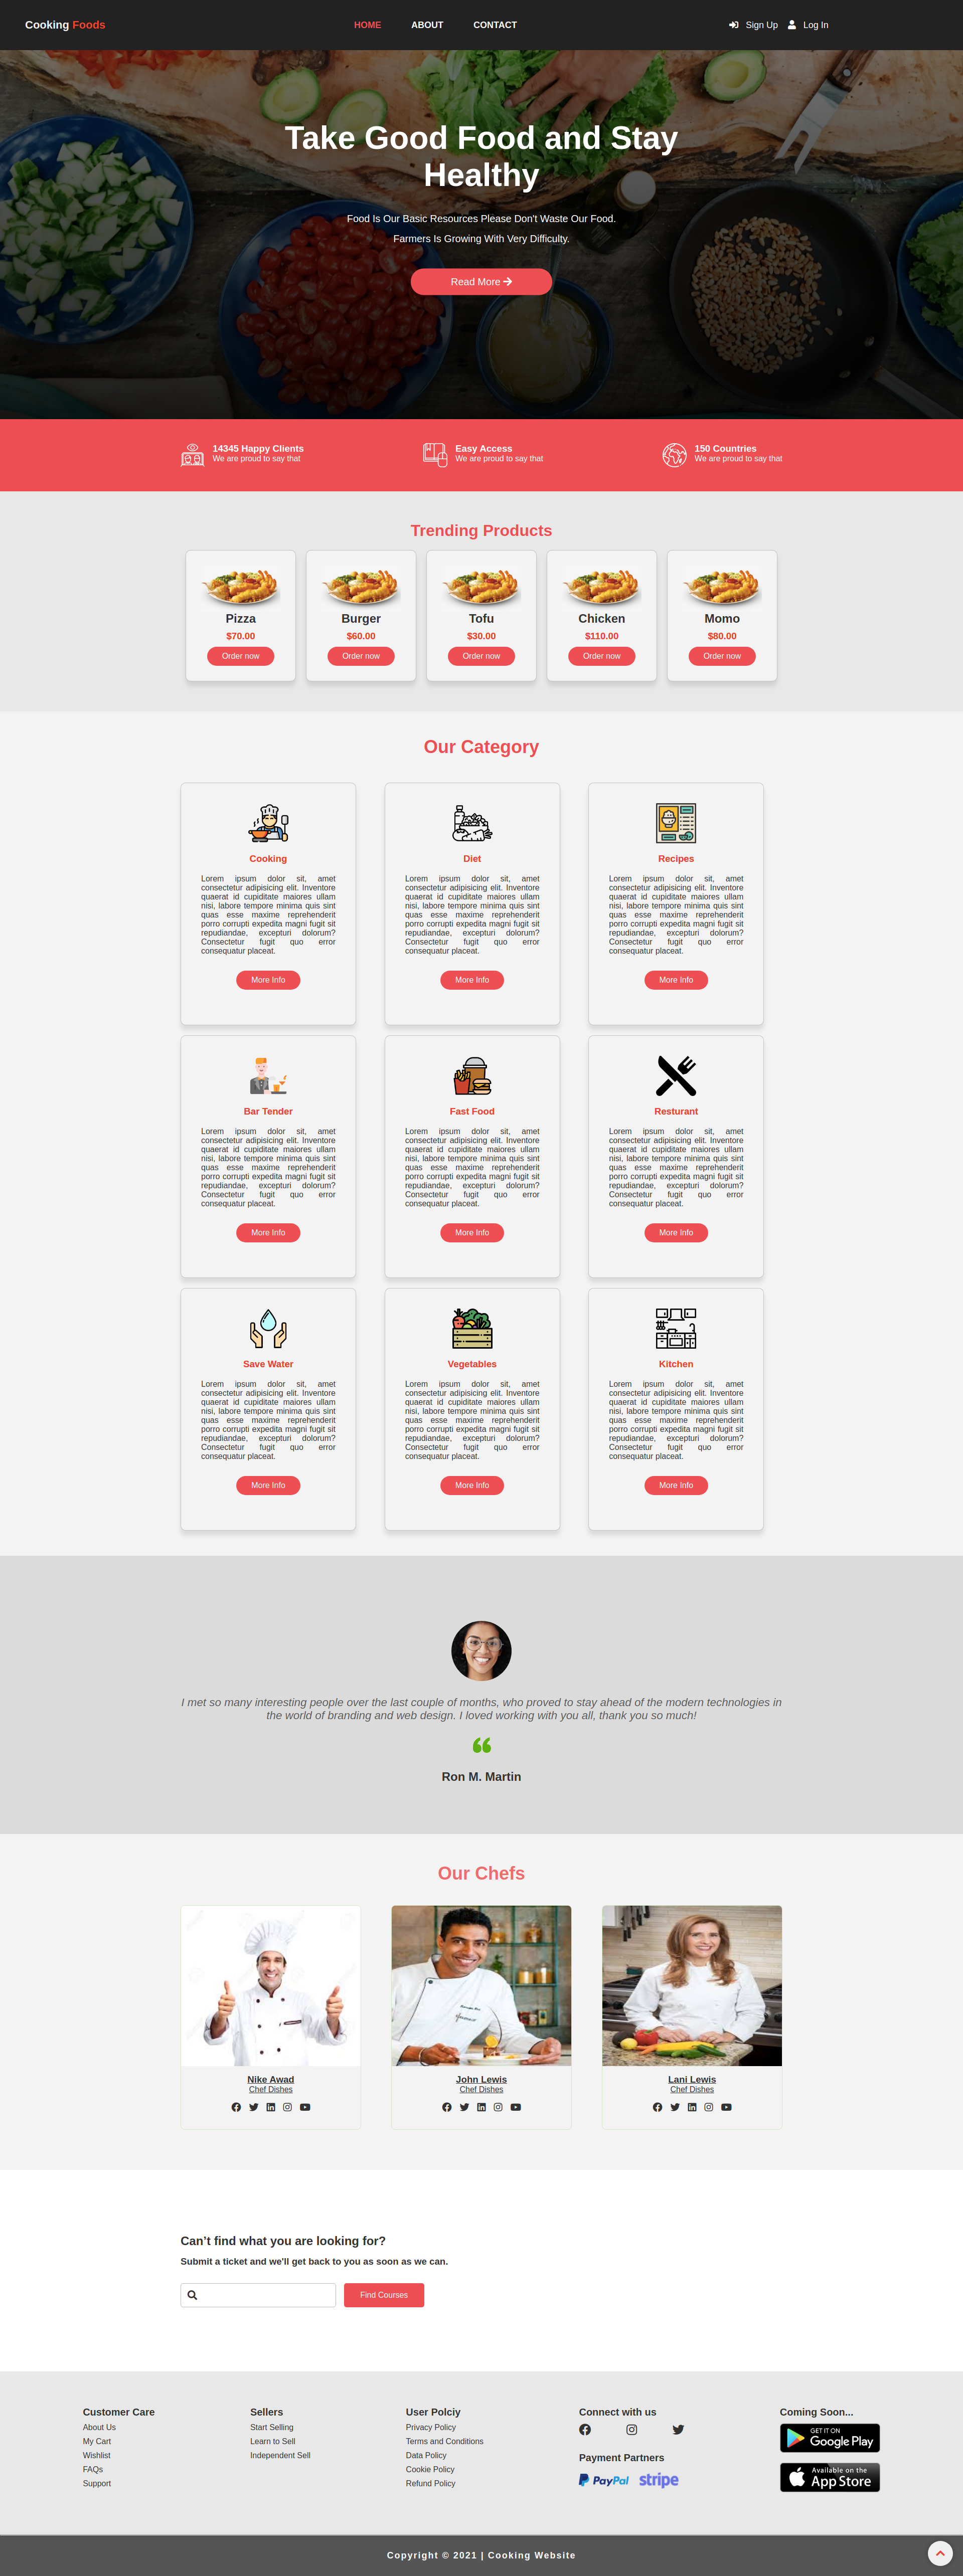 Cooking Foods
HOME ABOUT CONTACT
Sign Up Log In
Take Good Food and Stay
Healthy
Food Is Our Basic Resources Please Don't Waste Our Food.
Farmers Is Growing With Very Difficulty.
Read More
14345 Happy Clients
We are proud to say that
Easy Access
We are proud to say that
150 Countries
We are proud to say that
Trending Products
Pizza
$70.00
Order now
Burger
$60.00
Order now
Tofu
$30.00
Order now
Chicken
$110.00
Order now
Momo
$80.00
Order now
Our Category
Cooking
Lorem ipsum dolor sit, amet
consectetur adipisicing elit. Inventore
quaerat id cupiditate maiores ullam
nisi, labore tempore minima quis sint
quas esse maxime reprehenderit
porro corrupti expedita magni fugit sit
repudiandae, excepturi dolorum?
Consectetur fugit quo error
consequatur placeat.
More Info
Diet
Lorem ipsum dolor sit, amet
consectetur adipisicing elit. Inventore
quaerat id cupiditate maiores ullam
nisi, labore tempore minima quis sint
quas esse maxime reprehenderit
porro corrupti expedita magni fugit sit
repudiandae, excepturi dolorum?
Consectetur fugit quo error
consequatur placeat.
More Info
Recipes
Lorem ipsum dolor sit, amet
consectetur adipisicing elit. Inventore
quaerat id cupiditate maiores ullam
nisi, labore tempore minima quis sint
quas esse maxime reprehenderit
porro corrupti expedita magni fugit sit
repudiandae, excepturi dolorum?
Consectetur fugit quo error
consequatur placeat.
More Info
Bar Tender
Lorem ipsum dolor sit, amet
consectetur adipisicing elit. Inventore
quaerat id cupiditate maiores ullam
nisi, labore tempore minima quis sint
quas esse maxime reprehenderit
porro corrupti expedita magni fugit sit
repudiandae, excepturi dolorum?
Consectetur fugit quo error
consequatur placeat.
More Info
Fast Food
Lorem ipsum dolor sit, amet
consectetur adipisicing elit. Inventore
quaerat id cupiditate maiores ullam
nisi, labore tempore minima quis sint
quas esse maxime reprehenderit
porro corrupti expedita magni fugit sit
repudiandae, excepturi dolorum?
Consectetur fugit quo error
consequatur placeat.
More Info
Resturant
Lorem ipsum dolor sit, amet
consectetur adipisicing elit. Inventore
quaerat id cupiditate maiores ullam
nisi, labore tempore minima quis sint
quas esse maxime reprehenderit
porro corrupti expedita magni fugit sit
repudiandae, excepturi dolorum?
Consectetur fugit quo error
consequatur placeat.
More Info
Save Water
Lorem ipsum dolor sit, amet
consectetur adipisicing elit. Inventore
quaerat id cupiditate maiores ullam
nisi, labore tempore minima quis sint
quas esse maxime reprehenderit
porro corrupti expedita magni fugit sit
repudiandae, excepturi dolorum?
Consectetur fugit quo error
consequatur placeat.
More Info
Vegetables
Lorem ipsum dolor sit, amet
consectetur adipisicing elit. Inventore
quaerat id cupiditate maiores ullam
nisi, labore tempore minima quis sint
quas esse maxime reprehenderit
porro corrupti expedita magni fugit sit
repudiandae, excepturi dolorum?
Consectetur fugit quo error
consequatur placeat.
More Info
Kitchen
Lorem ipsum dolor sit, amet
consectetur adipisicing elit. Inventore
quaerat id cupiditate maiores ullam
nisi, labore tempore minima quis sint
quas esse maxime reprehenderit
porro corrupti expedita magni fugit sit
repudiandae, excepturi dolorum?
Consectetur fugit quo error
consequatur placeat.
More Info
I met so many interesting people over the last couple of months, who proved to stay ahead of the modern technologies in
the world of branding and web design. I loved working with you all, thank you so much!
Ron M. Martin
Our Chefs
Nike Awad
Chef Dishes
John Lewis
Chef Dishes
Lani Lewis
Chef Dishes
Can't find what you are looking for?
Submit a ticket and we'll get back to you as soon as we can.
Find Courses
Customer Care
About Us
My Cart
Wishlist
FAQs
Support
Sellers
Start Selling
Learn to Sell
Independent Sell
User Polciy
Privacy Policy
Terms and Conditions
Data Policy
Cookie Policy
Refund Policy
Connect with us
Payment Partners
PayPal stripe
Coming Soon...
GET IT ON
Google Play
Available on the
App Store
Copyright © 2021 | Cooking Website